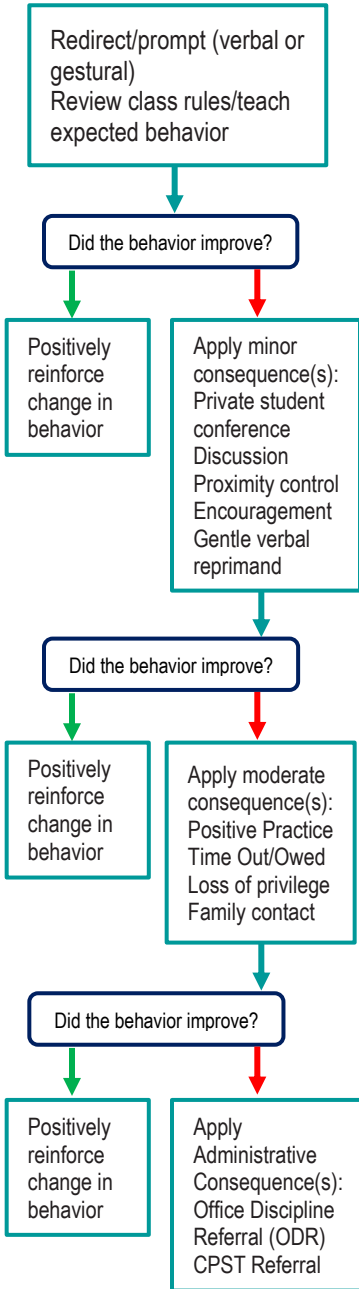 Redirect/prompt (verbal or
gestural)
Review class rules/teach
expected behavior
Did the behavior improve?
Positively
reinforce
change in
behavior
Apply minor
consequence(s):
Private student
conference
Discussion
Proximity control
Encouragement
Gentle verbal
reprimand
Did the behavior improve?
Positively
reinforce
change in
behavior
Apply moderate
consequence(s):
Positive Practice
Time Out/Owed
Loss of privilege
Family contact
Did the behavior improve?
Positively
reinforce
change in
behavior
Apply
Administrative
Consequence(s):
Office Discipline
Referral (ODR)
CPST Referral